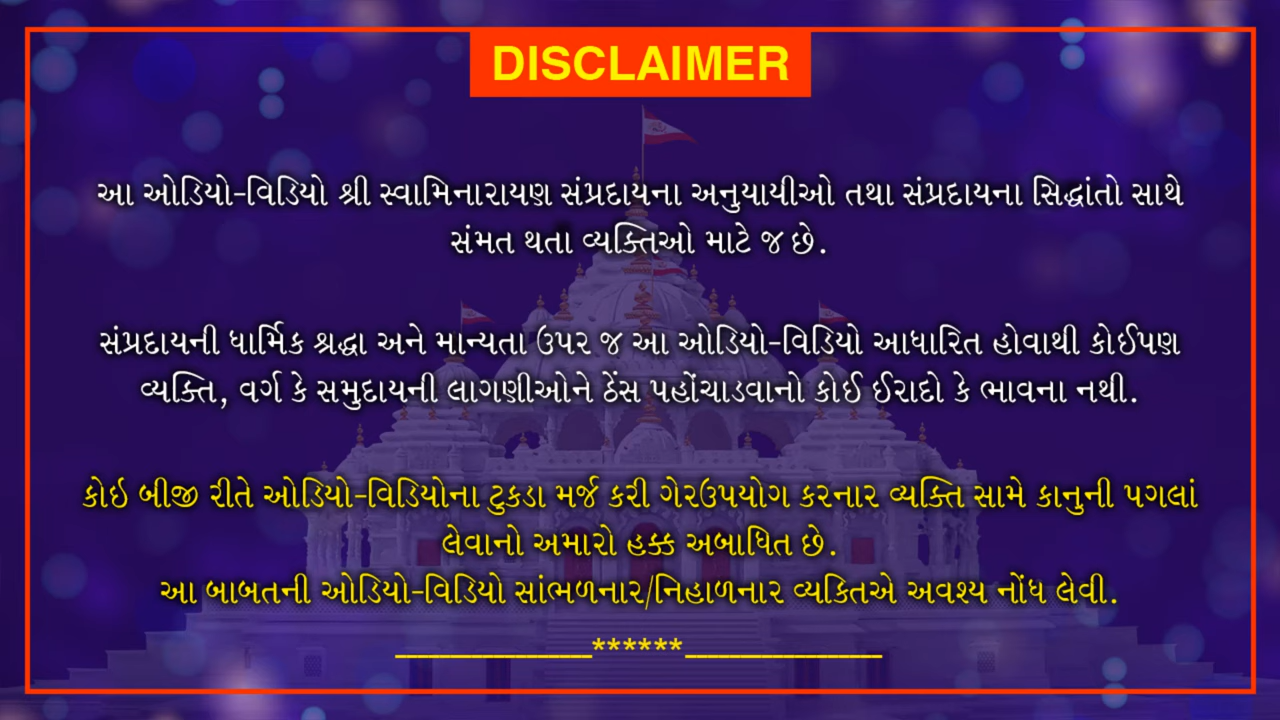 DISCLAIMER
આ ઓડિયો-વિડિયો શ્રી સ્વામિનારાયણ સંપ્રદાયના અનુયાયીઓ તથા સંપ્રદાયના સિદ્ધાંતો સાથે
સંમત થતા વ્યક્તિઓ માટે જ છે.
સંપ્રદાયની ધાર્મિક શ્રદ્ધા અને માન્યતા ઉપર જ આ ઓડિયો-વિડિયો આધારિત હોવાથી કોઈપણ
વ્યક્તિ, વર્ગ કે સમુદાયની લાગણીઓને ઠેંસ પહોંચાડવાનો કોઈ ઈરાદો કે ભાવના નથી.
કોઇ બીજી રીતે ઓડિયો-વિડિયોના ટુકડા મર્જ કરી ગેરઉપયોગ કરનાર વ્યક્તિ સામે કાનુની પગલાં
લેવાનો અમારો હક્ક અબાધિત છે.
આ બાબતની ઓડિયો-વિડિયો સાંભળનાર/નિહાળનાર વ્યકિતએ અવશ્ય નોંધ લેવી.
________________******________________